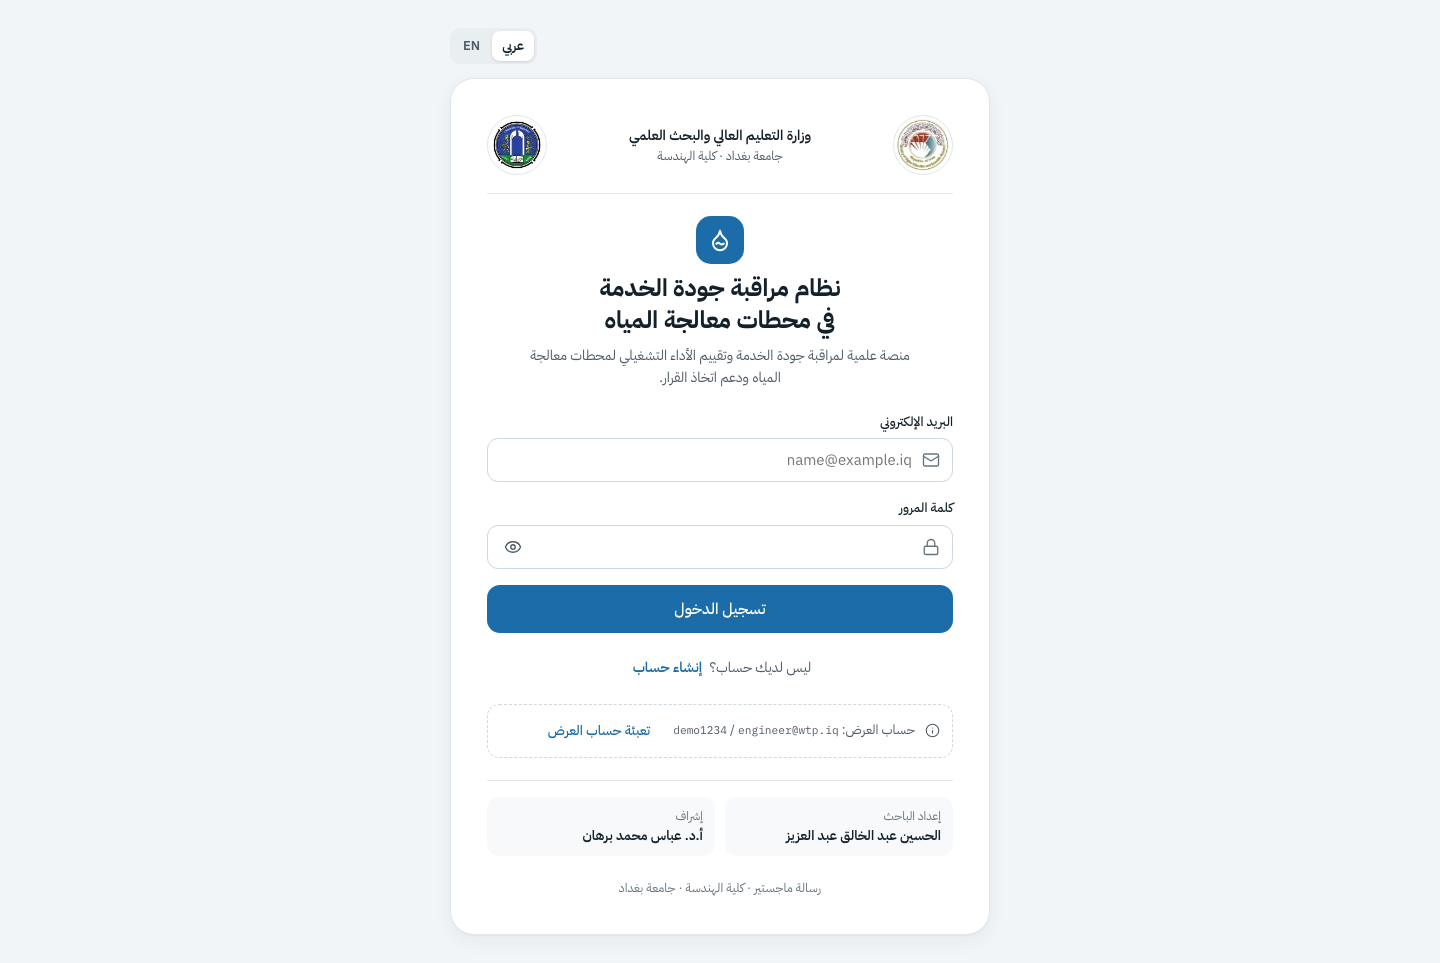 عربي
EN
وزارة التعليم العالي والبحث العلمي
جامعة بغداد · كلية الهندسة
نظام مراقبة جودة الخدمة
في محطات معالجة المياه
منصة علمية لمراقبة جودة الخدمة وتقييم الأداء التشغيلي لمحطات معالجة
المياه ودعم اتخاذ القرار.
البريد الإلكتروني
name@example.iq
كلمة المرور
تسجيل الدخول
ليس لديك حساب؟ إنشاء حساب
حساب العرض: engineer@wtp.iq / demo1234 تعبئة حساب العرض
إعداد الباحث
الحسين عبد الخالق عبد العزيز
إشراف
أ.د. عباس محمد برهان
رسالة ماجستير · كلية الهندسة · جامعة بغداد